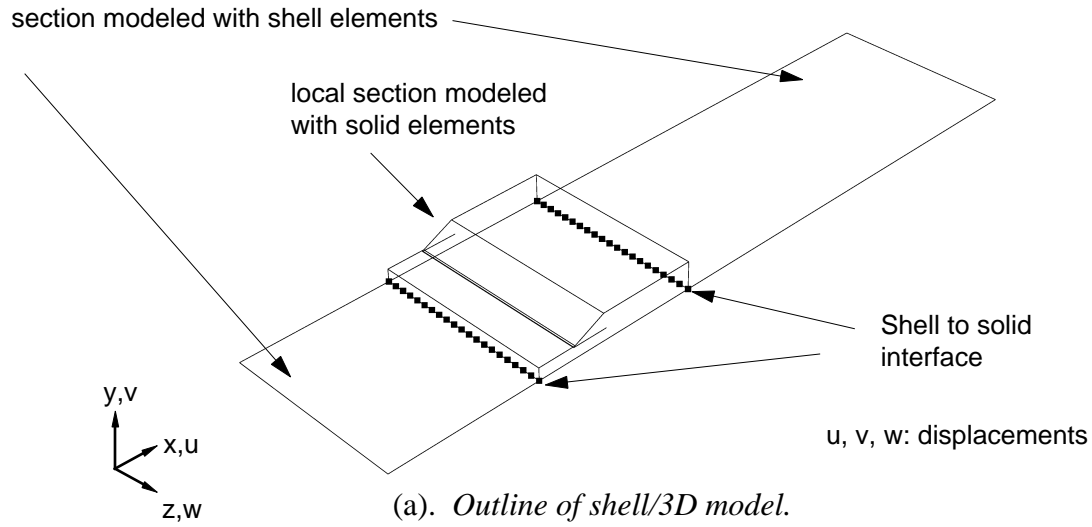 section modeled with shell elements
local section modeled
with solid elements
Shell to solid
interface
y,v
x,u
z,w
u, v, w: displacements
(a). Outline of shell/3D model.